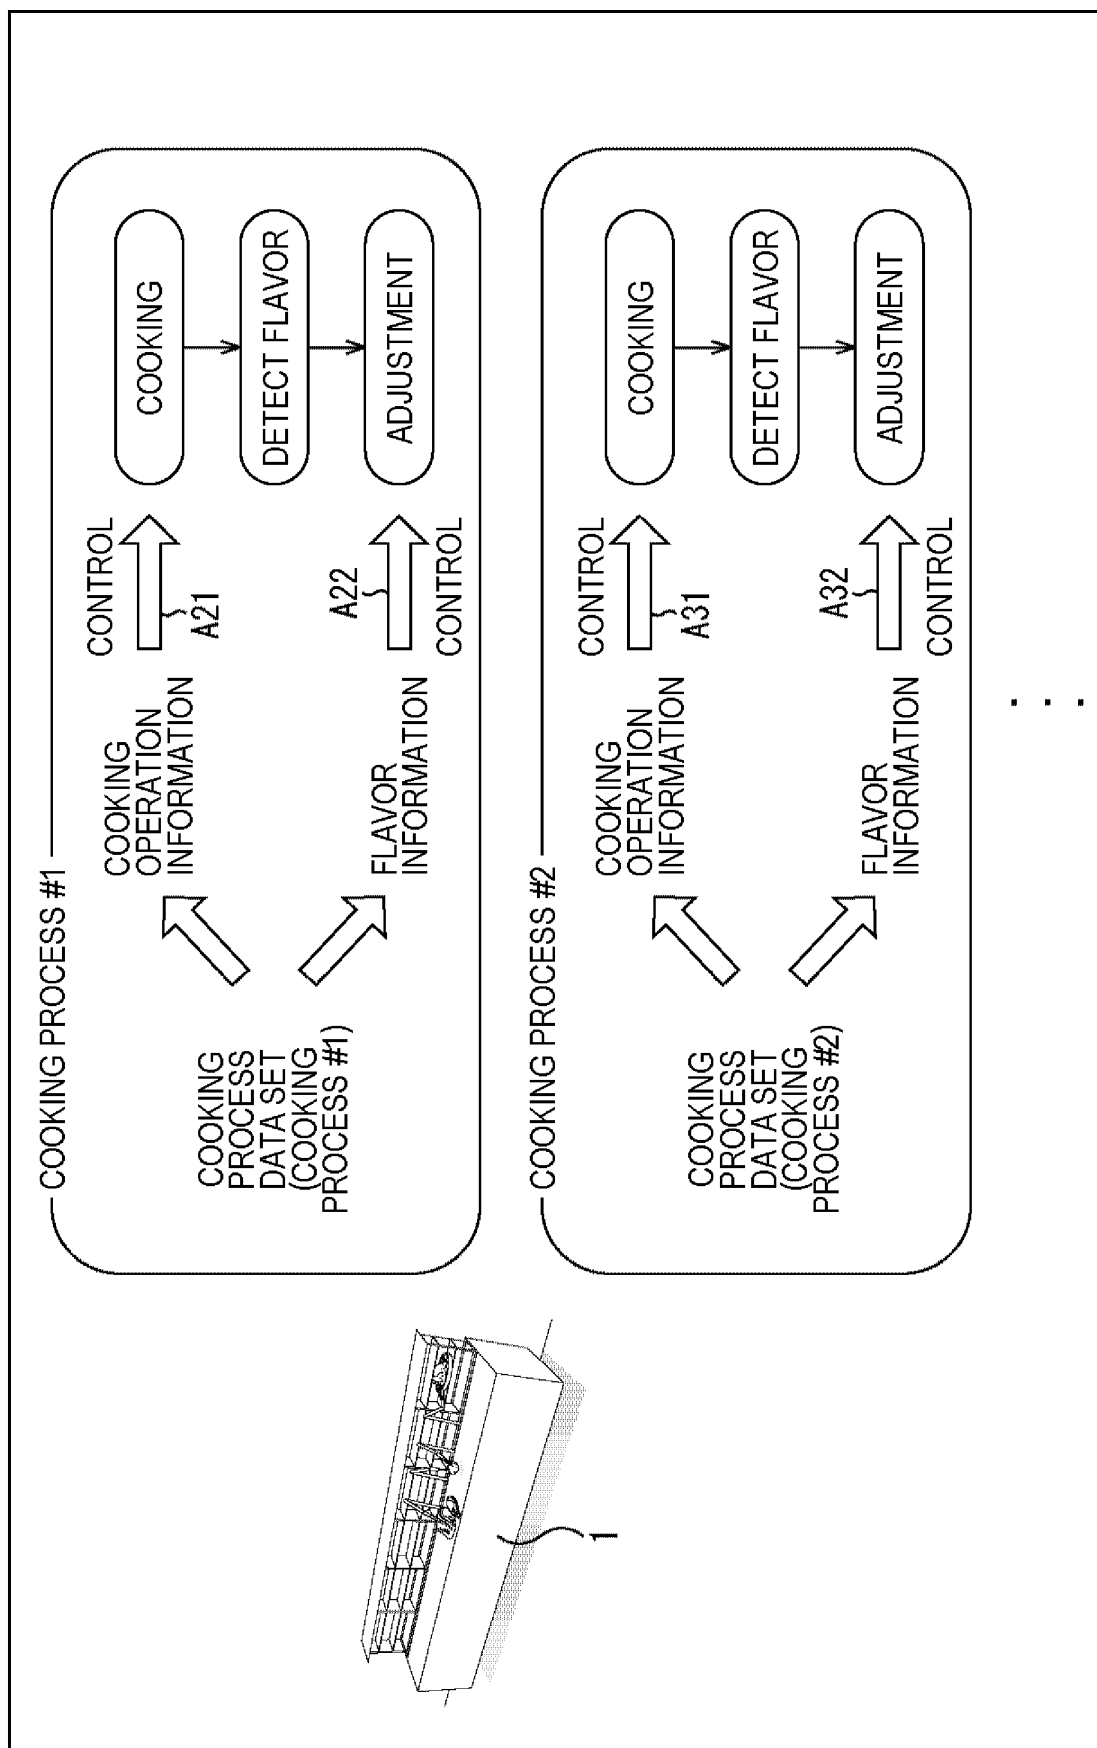 COOKING PROCESS #1
COOKING
PROCESS
DATA SET
(COOKING
PROCESS #1)
COOKING
OPERATION
INFORMATION
CONTROL
A21
COOKING
DETECT FLAVOR
FLAVOR
INFORMATION
A22
CONTROL
ADJUSTMENT
COOKING PROCESS #2
COOKING
PROCESS
DATA SET
(COOKING
PROCESS #2)
COOKING
OPERATION
INFORMATION
CONTROL
A31
COOKING
DETECT FLAVOR
FLAVOR
INFORMATION
A32
CONTROL
ADJUSTMENT
. . .
1